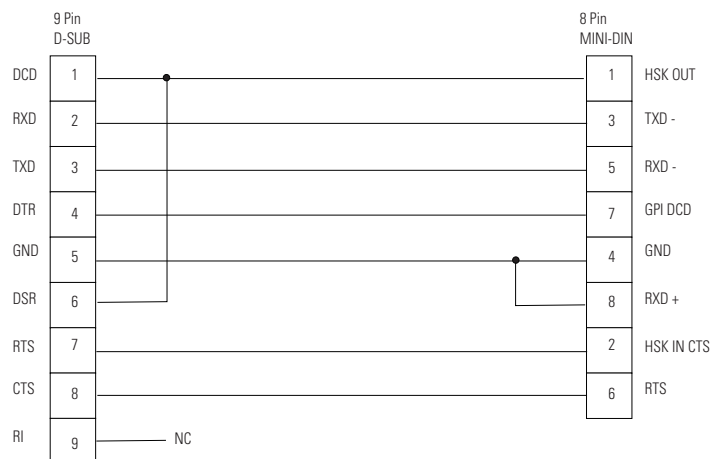 9 Pin
D-SUB
8 Pin
MINI-DIN
DCD 1 1 HSK OUT
RXD 2 3 TXD -
TXD 3 5 RXD -
DTR 4 7 GPI DCD
GND 5 4 GND
DSR 6 8 RXD +
RTS 7 2 HSK IN CTS
CTS 8 6 RTS
RI 9 NC